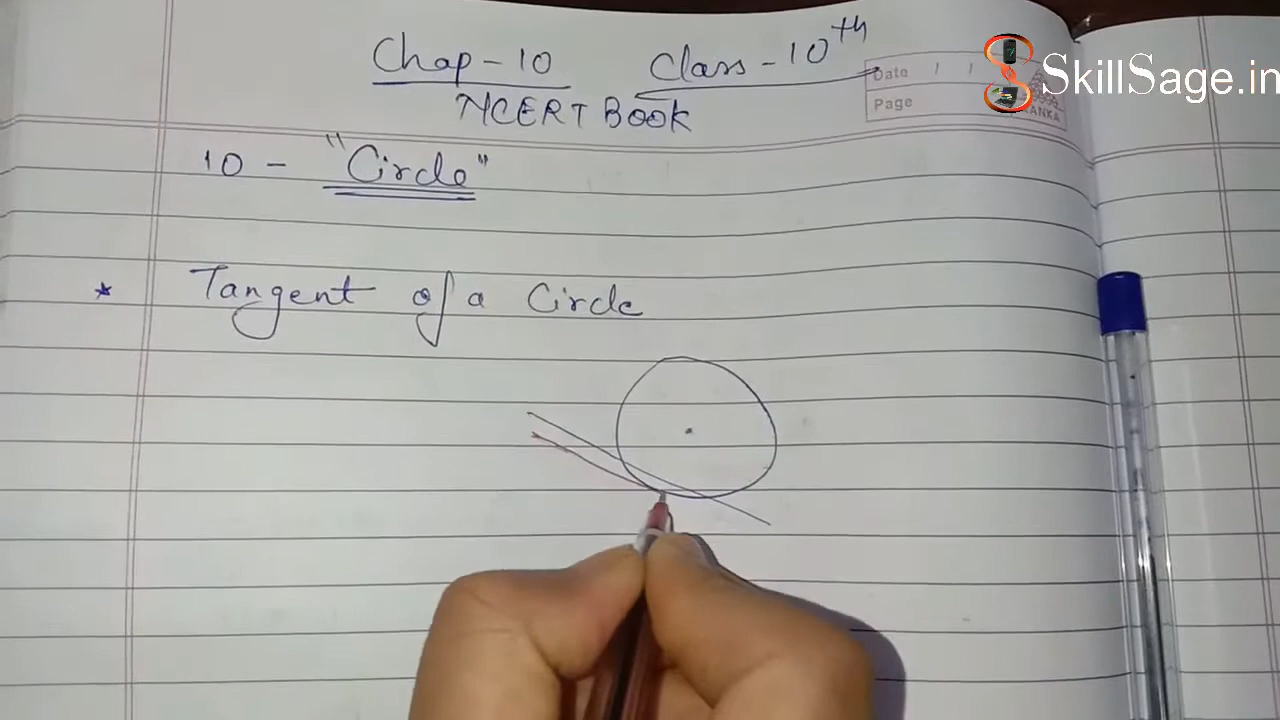 Chap - 10 Class - 10th
NCERT Book
Date / /
Page
SkillSage.in
10 - "Circle"
* Tangent of a Circle